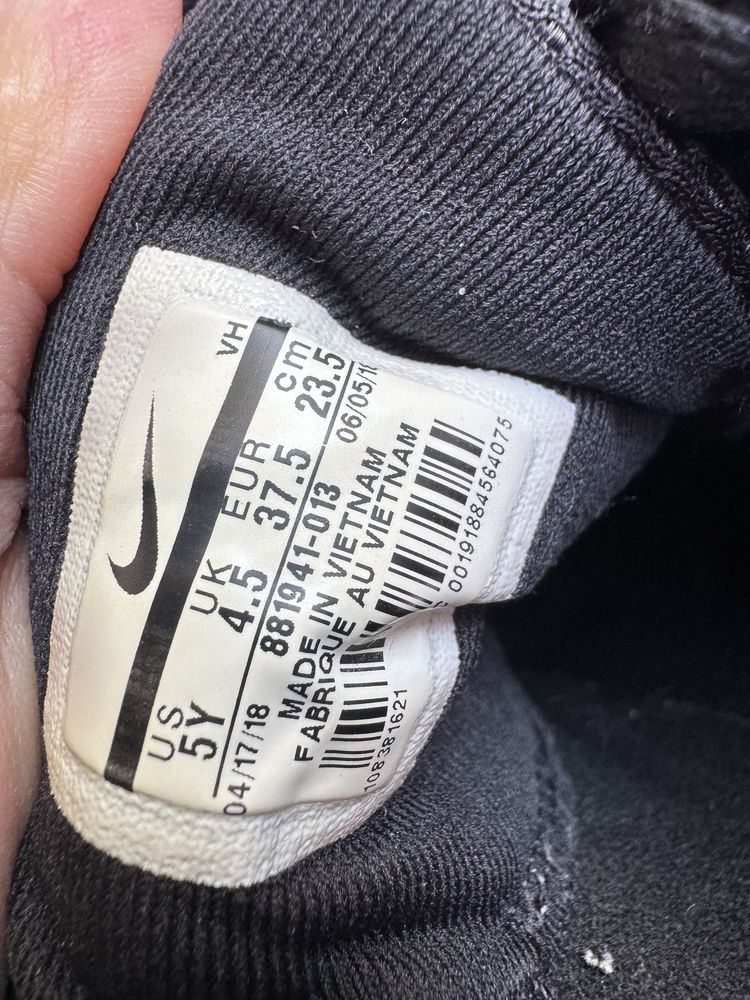 VH
US UK EUR cm
5Y 4.5 37.5 23.5
04/17/18 881941-013 06/05/18
MADE IN VIETNAM
FABRIQUE AU VIETNAM
108381621 00191884564075